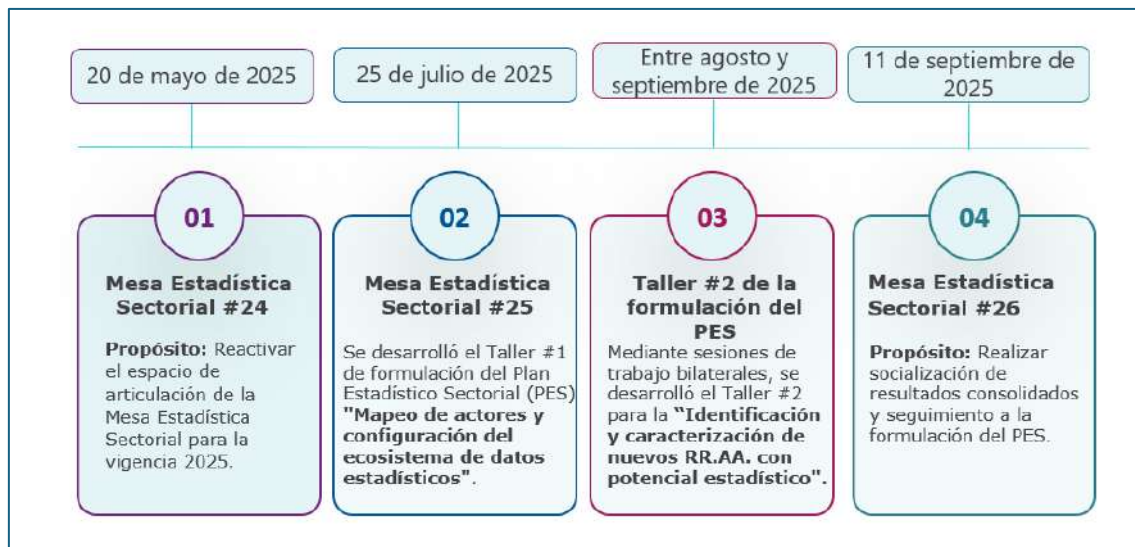 20 de mayo de 2025
25 de julio de 2025
Entre agosto y
septiembre de 2025
11 de septiembre de
2025
01
Mesa Estadística
Sectorial #24
Propósito: Reactivar
el espacio de
articulación de la
Mesa Estadística
Sectorial para la
vigencia 2025.
02
Mesa Estadística
Sectorial #25
Se desarrolló el Taller #1
de formulación del Plan
Estadístico Sectorial (PES)
"Mapeo de actores y
configuración del
ecosistema de datos
estadísticos".
03
Taller #2 de la
formulación del
PES
Mediante sesiones de
trabajo bilaterales, se
desarrolló el Taller #2
para la “Identificación
y caracterización de
nuevos RR.AA. con
potencial estadístico".
04
Mesa Estadística
Sectorial #26
Propósito: Realizar
socialización de
resultados consolidados
y seguimiento a la
formulación del PES.